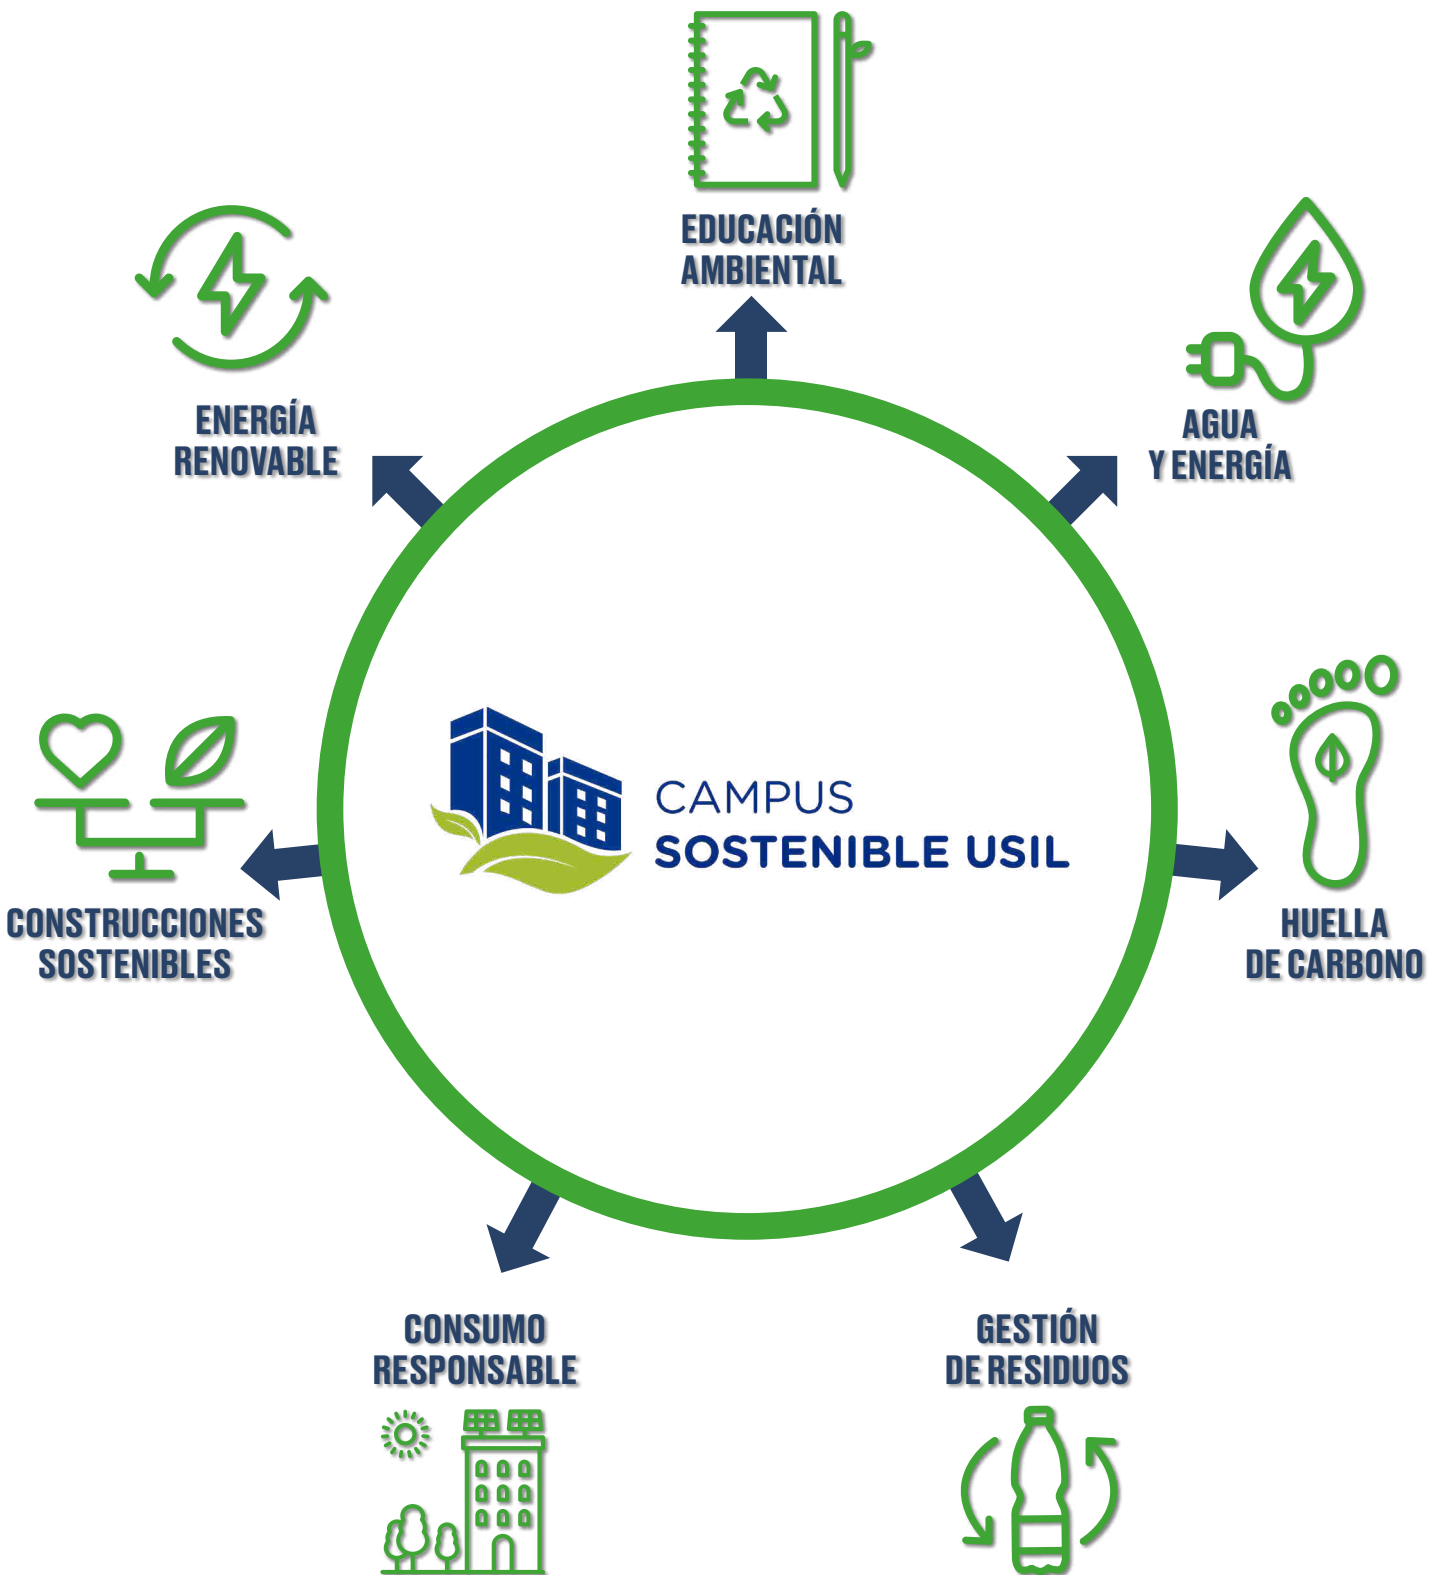 EDUCACIÓN
AMBIENTAL
ENERGÍA
RENOVABLE
AGUA
Y ENERGÍA
CAMPUS
SOSTENIBLE USIL
CONSTRUCCIONES
SOSTENIBLES
HUELLA
DE CARBONO
CONSUMO
RESPONSABLE
GESTIÓN
DE RESIDUOS